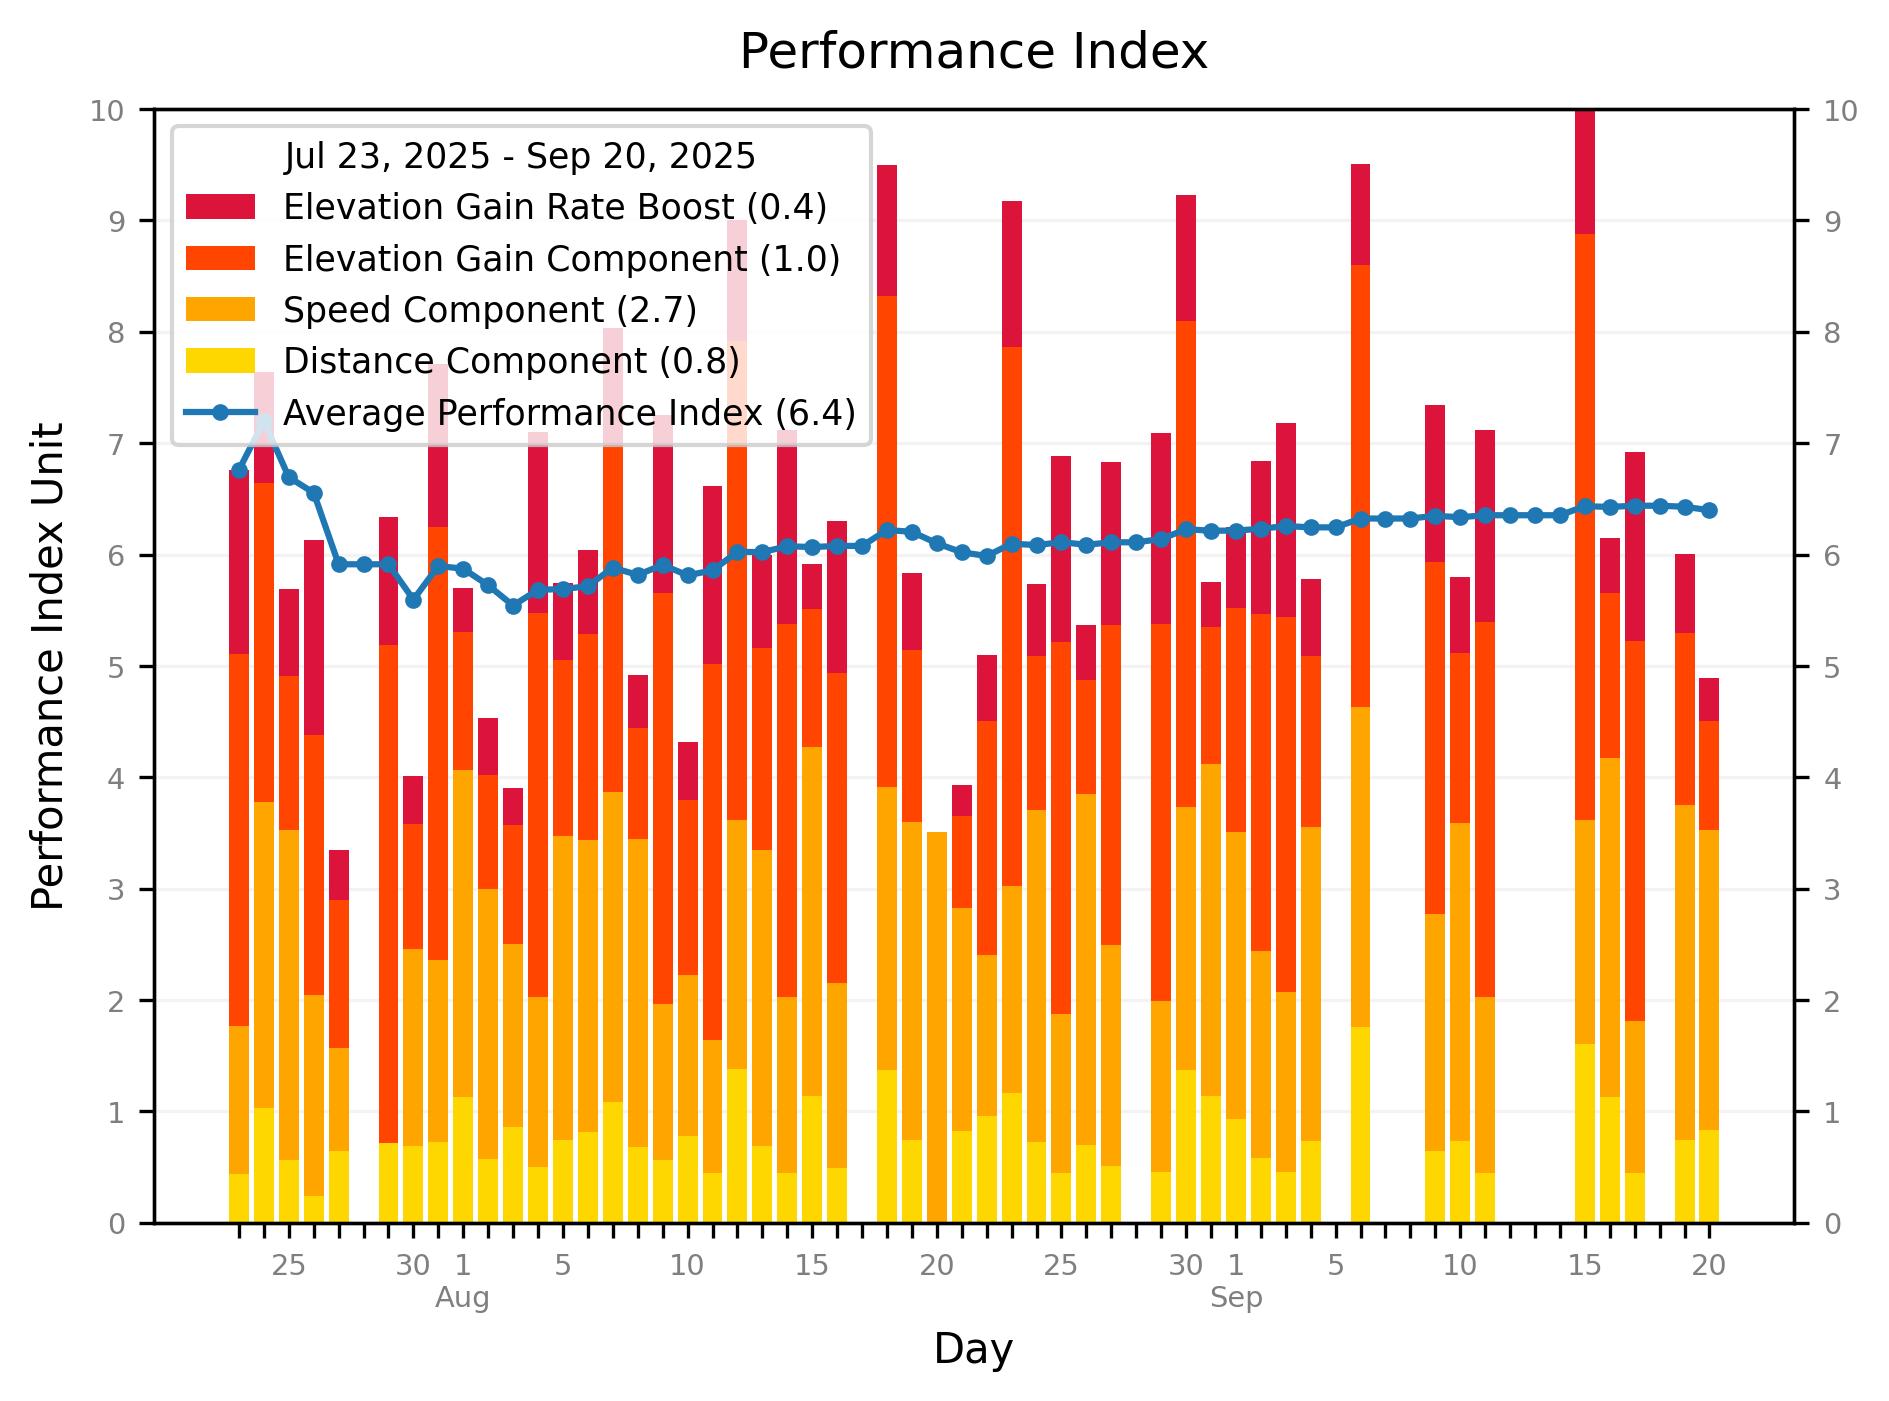 Performance Index
10
9
8
7
6
5
4
3
2
1
0
10
9
8
7
6
5
4
3
2
1
0
Performance Index Unit
Jul 23, 2025 - Sep 20, 2025
Elevation Gain Rate Boost (0.4)
Elevation Gain Component (1.0)
Speed Component (2.7)
Distance Component (0.8)
Average Performance Index (6.4)
25 30 1 5 10 15 20 25 30 1 5 10 15 20
Aug Sep
Day